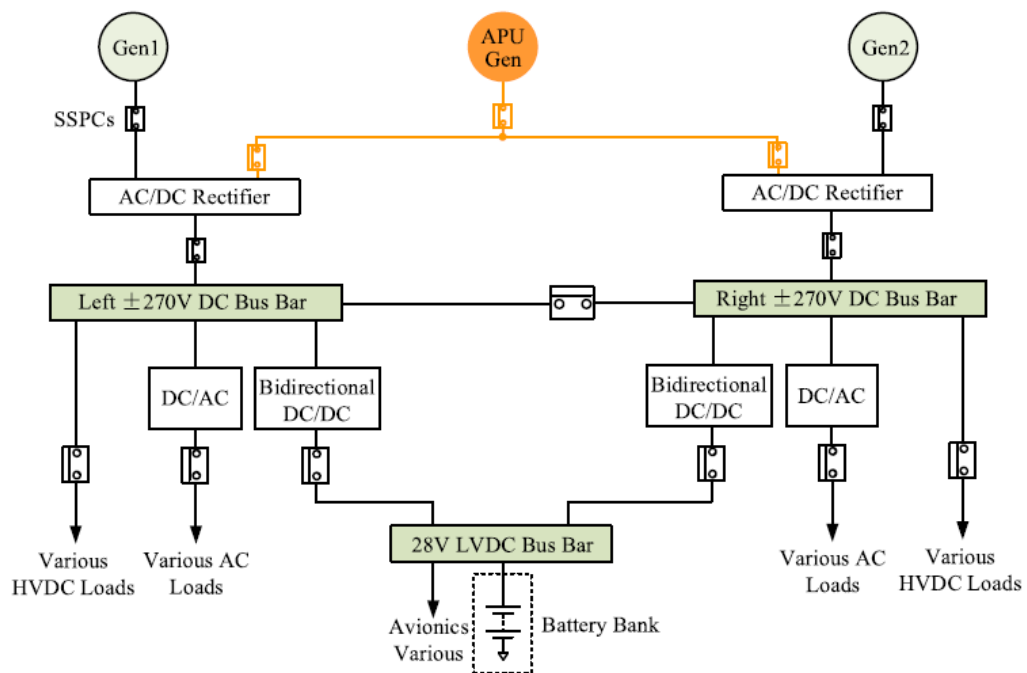 Gen1
APU
Gen
Gen2
SSPCs
AC/DC Rectifier
AC/DC Rectifier
Left ±270V DC Bus Bar
Right ±270V DC Bus Bar
DC/AC
Bidirectional
DC/DC
Bidirectional
DC/DC
DC/AC
28V LVDC Bus Bar
Various
HVDC Loads
Various AC
Loads
Various AC
Loads
Various
HVDC Loads
Avionics
Various
Battery Bank